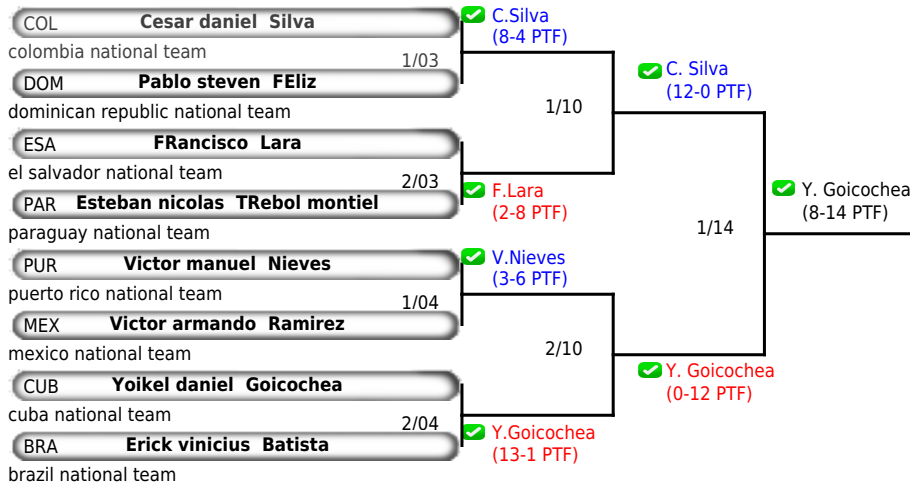 COL Cesar daniel Silva
colombia national team
1/03
DOM Pablo steven FEliz
dominican republic national team
ESA FRancisco Lara
el salvador national team
2/03
PAR Esteban nicolas TRebol montiel
paraguay national team
PUR Victor manuel Nieves
puerto rico national team
1/04
MEX Victor armando Ramirez
mexico national team
CUB Yoikel daniel Goicochea
cuba national team
2/04
BRA Erick vinicius Batista
brazil national team
C.Silva
(8-4 PTF)
1/10
F.Lara
(2-8 PTF)
V.Nieves
(3-6 PTF)
2/10
Y.Goicochea
(13-1 PTF)
C. Silva
(12-0 PTF)
1/14
Y. Goicochea
(0-12 PTF)
Y. Goicochea
(8-14 PTF)